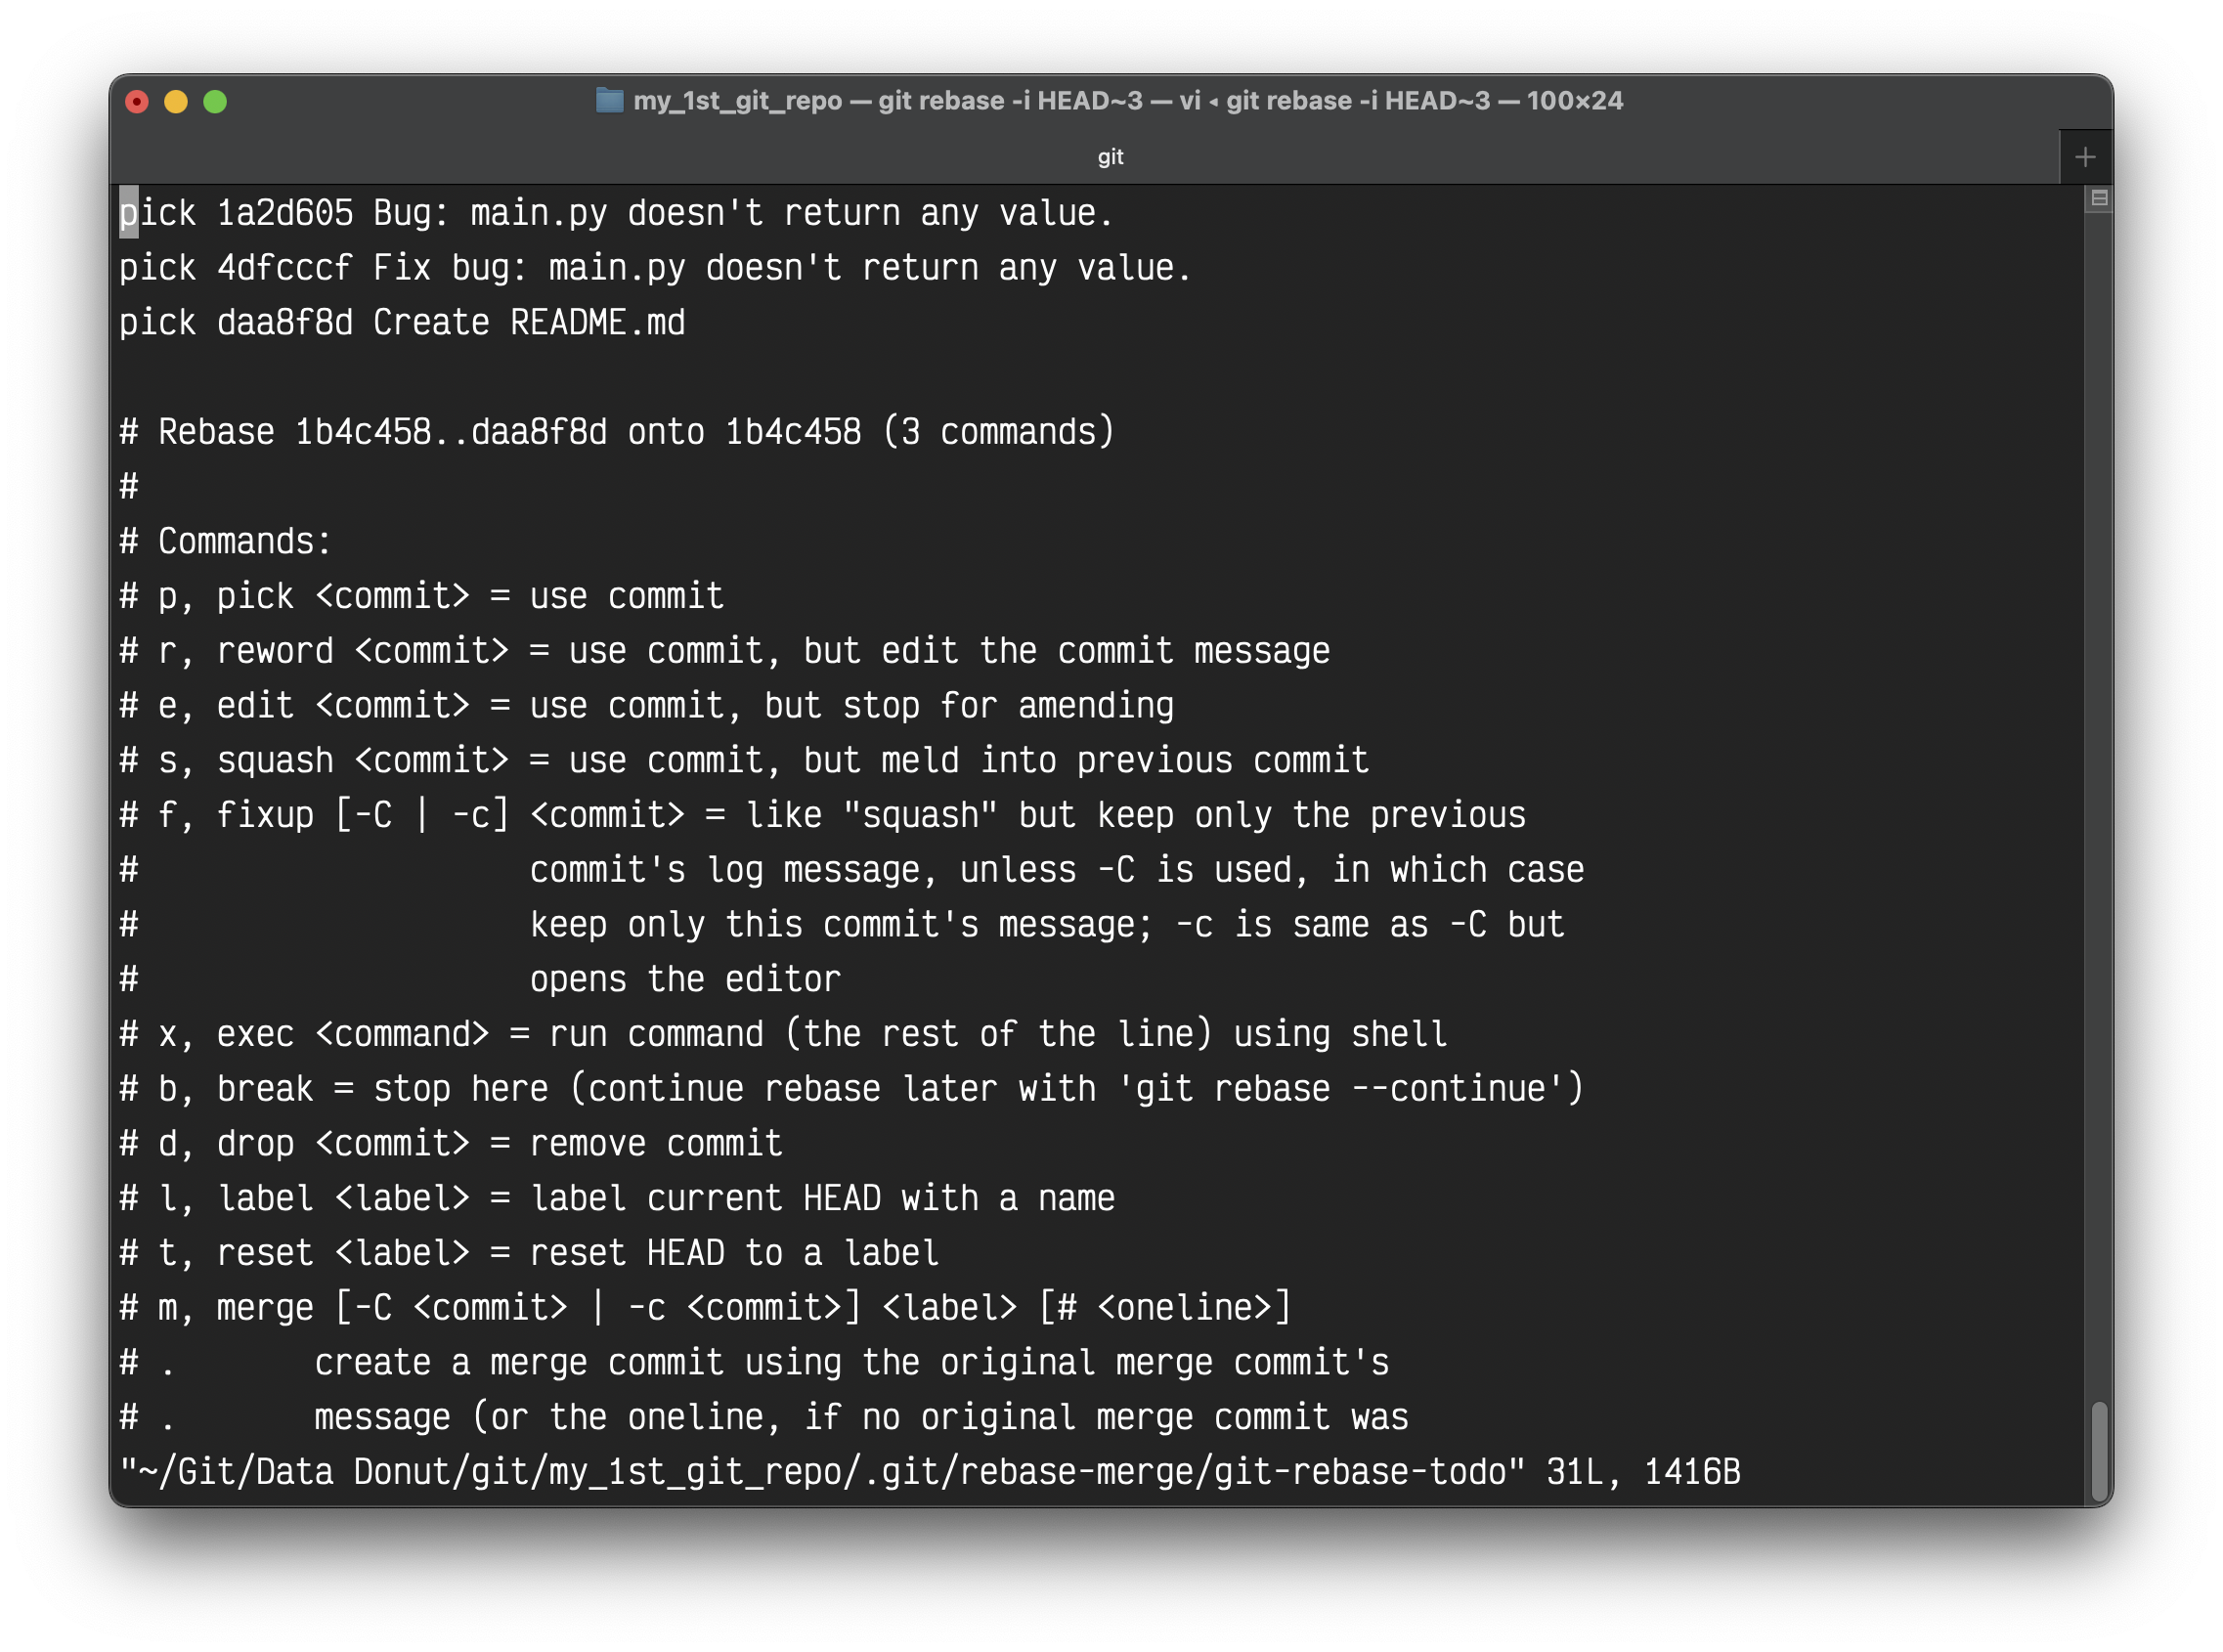 my_1st_git_repo — git rebase -i HEAD~3 — vi ◂ git rebase -i HEAD~3 — 100×24
git
pick 1a2d605 Bug: main.py doesn't return any value.
pick 4dfcccf Fix bug: main.py doesn't return any value.
pick daa8f8d Create README.md
# Rebase 1b4c458..daa8f8d onto 1b4c458 (3 commands)
#
# Commands:
# p, pick <commit> = use commit
# r, reword <commit> = use commit, but edit the commit message
# e, edit <commit> = use commit, but stop for amending
# s, squash <commit> = use commit, but meld into previous commit
# f, fixup [-C | -c] <commit> = like "squash" but keep only the previous
#                    commit's log message, unless -C is used, in which case
#                    keep only this commit's message; -c is same as -C but
#                    opens the editor
# x, exec <command> = run command (the rest of the line) using shell
# b, break = stop here (continue rebase later with 'git rebase --continue')
# d, drop <commit> = remove commit
# l, label <label> = label current HEAD with a name
# t, reset <label> = reset HEAD to a label
# m, merge [-C <commit> | -c <commit>] <label> [# <oneline>]
# .       create a merge commit using the original merge commit's
# .       message (or the oneline, if no original merge commit was
"~/Git/Data Donut/git/my_1st_git_repo/.git/rebase-merge/git-rebase-todo" 31L, 1416B